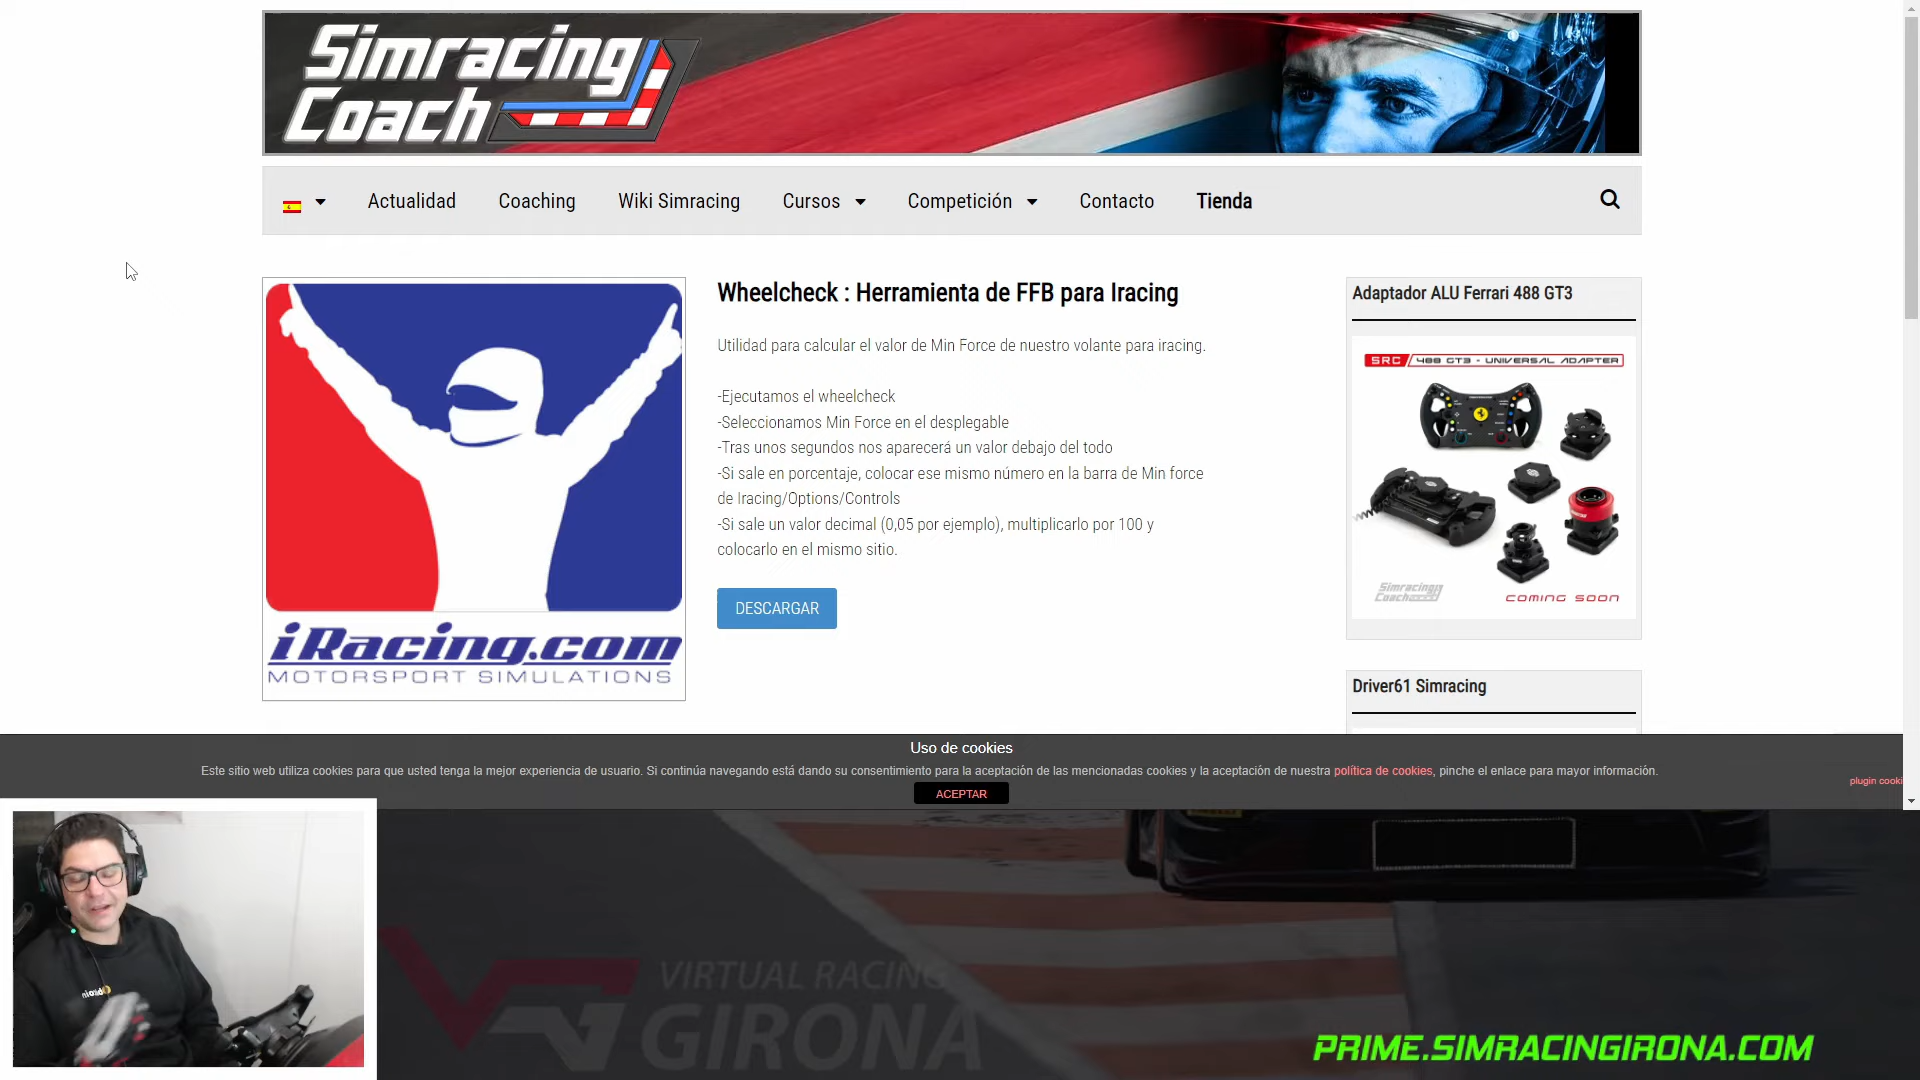 Simracing
Coach
Actualidad
Coaching
Wiki Simracing
Cursos
Competición
Contacto
Tienda
iRacing.com
MOTORSPORT SIMULATIONS
Wheelcheck : Herramienta de FFB para Iracing
Utilidad para calcular el valor de Min Force de nuestro volante para iracing.
-Ejecutamos el wheelcheck
-Seleccionamos Min Force en el desplegable
-Tras unos segundos nos aparecerá un valor debajo del todo
-Si sale en porcentaje, colocar ese mismo número en la barra de Min force
de Iracing/Options/Controls
-Si sale un valor decimal (0,05 por ejemplo), multiplicarlo por 100 y
colocarlo en el mismo sitio.
DESCARGAR
Adaptador ALU Ferrari 488 GT3
SRC 488 GT3 - UNIVERSAL ADAPTER
Simracing
Coach
COMING SOON
Driver61 Simracing
Uso de cookies
Este sitio web utiliza cookies para que usted tenga la mejor experiencia de usuario. Si continúa navegando está dando su consentimiento para la aceptación de las mencionadas cookies y la aceptación de nuestra política de cookies, pinche el enlace para mayor información.
plugin cooki
ACEPTAR
VIRTUAL RACING
GIRONA
PRIME.SIMRACINGIRONA.COM